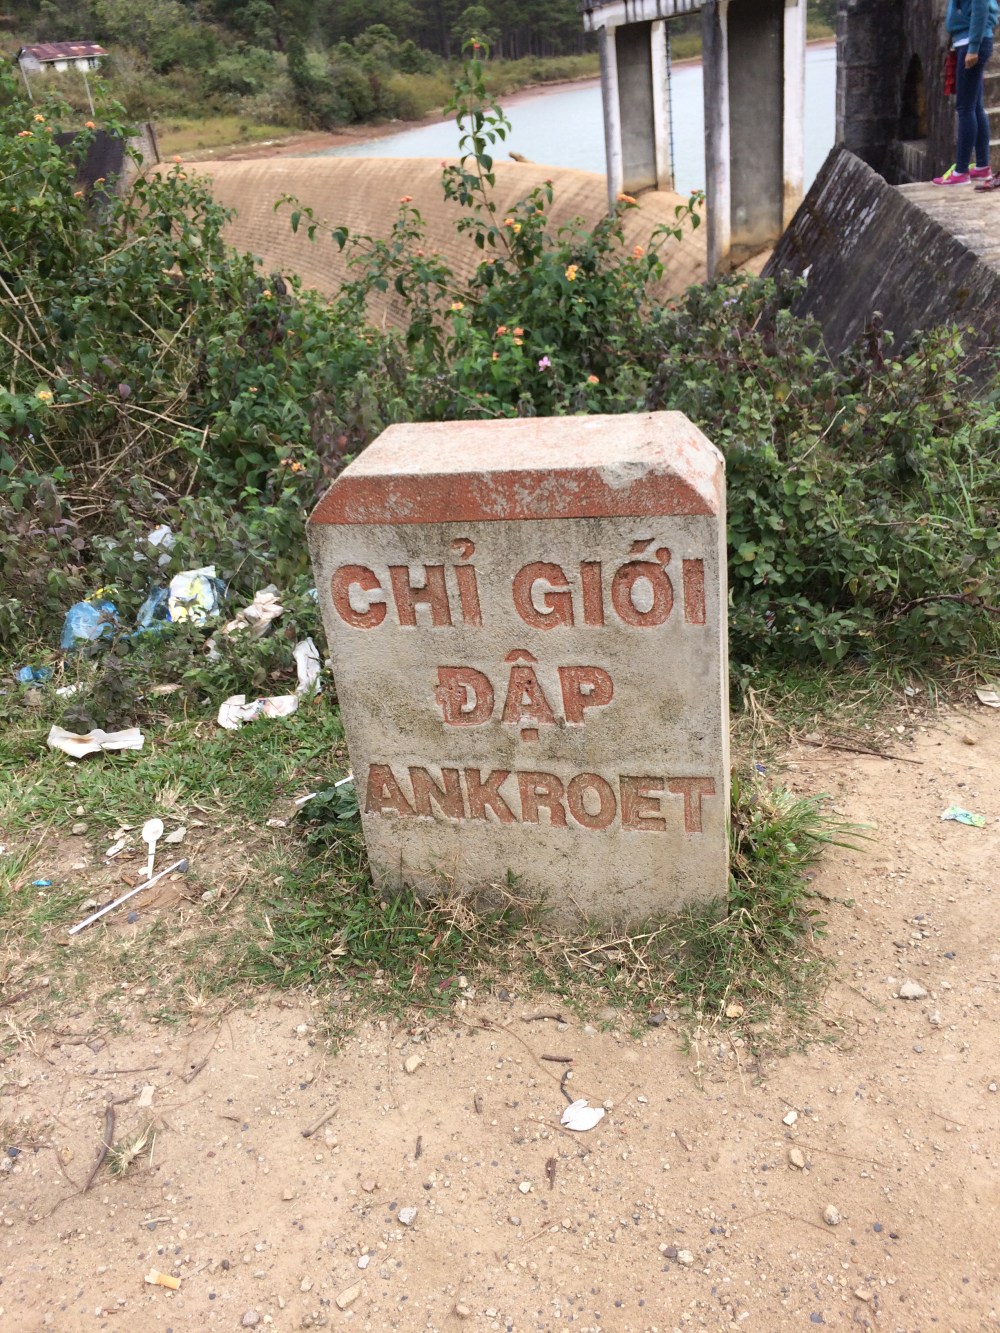 CHỈ GIỚI
ĐẬP
ANKROET